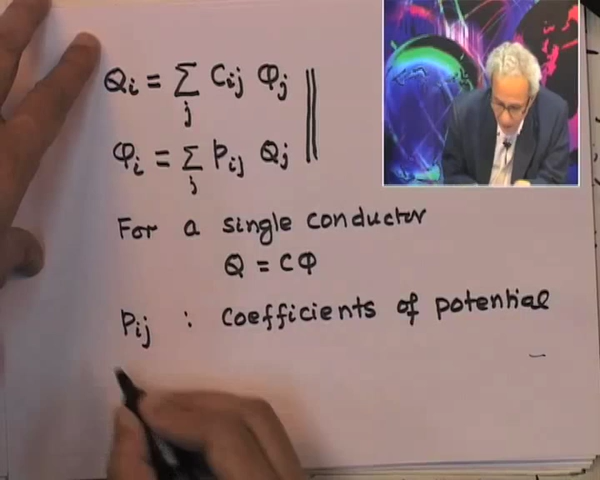 Qi = Σj Cij φj
φi = Σj Pij Qj
For a single conductor
Q = Cφ
Pij : Coefficients of potential